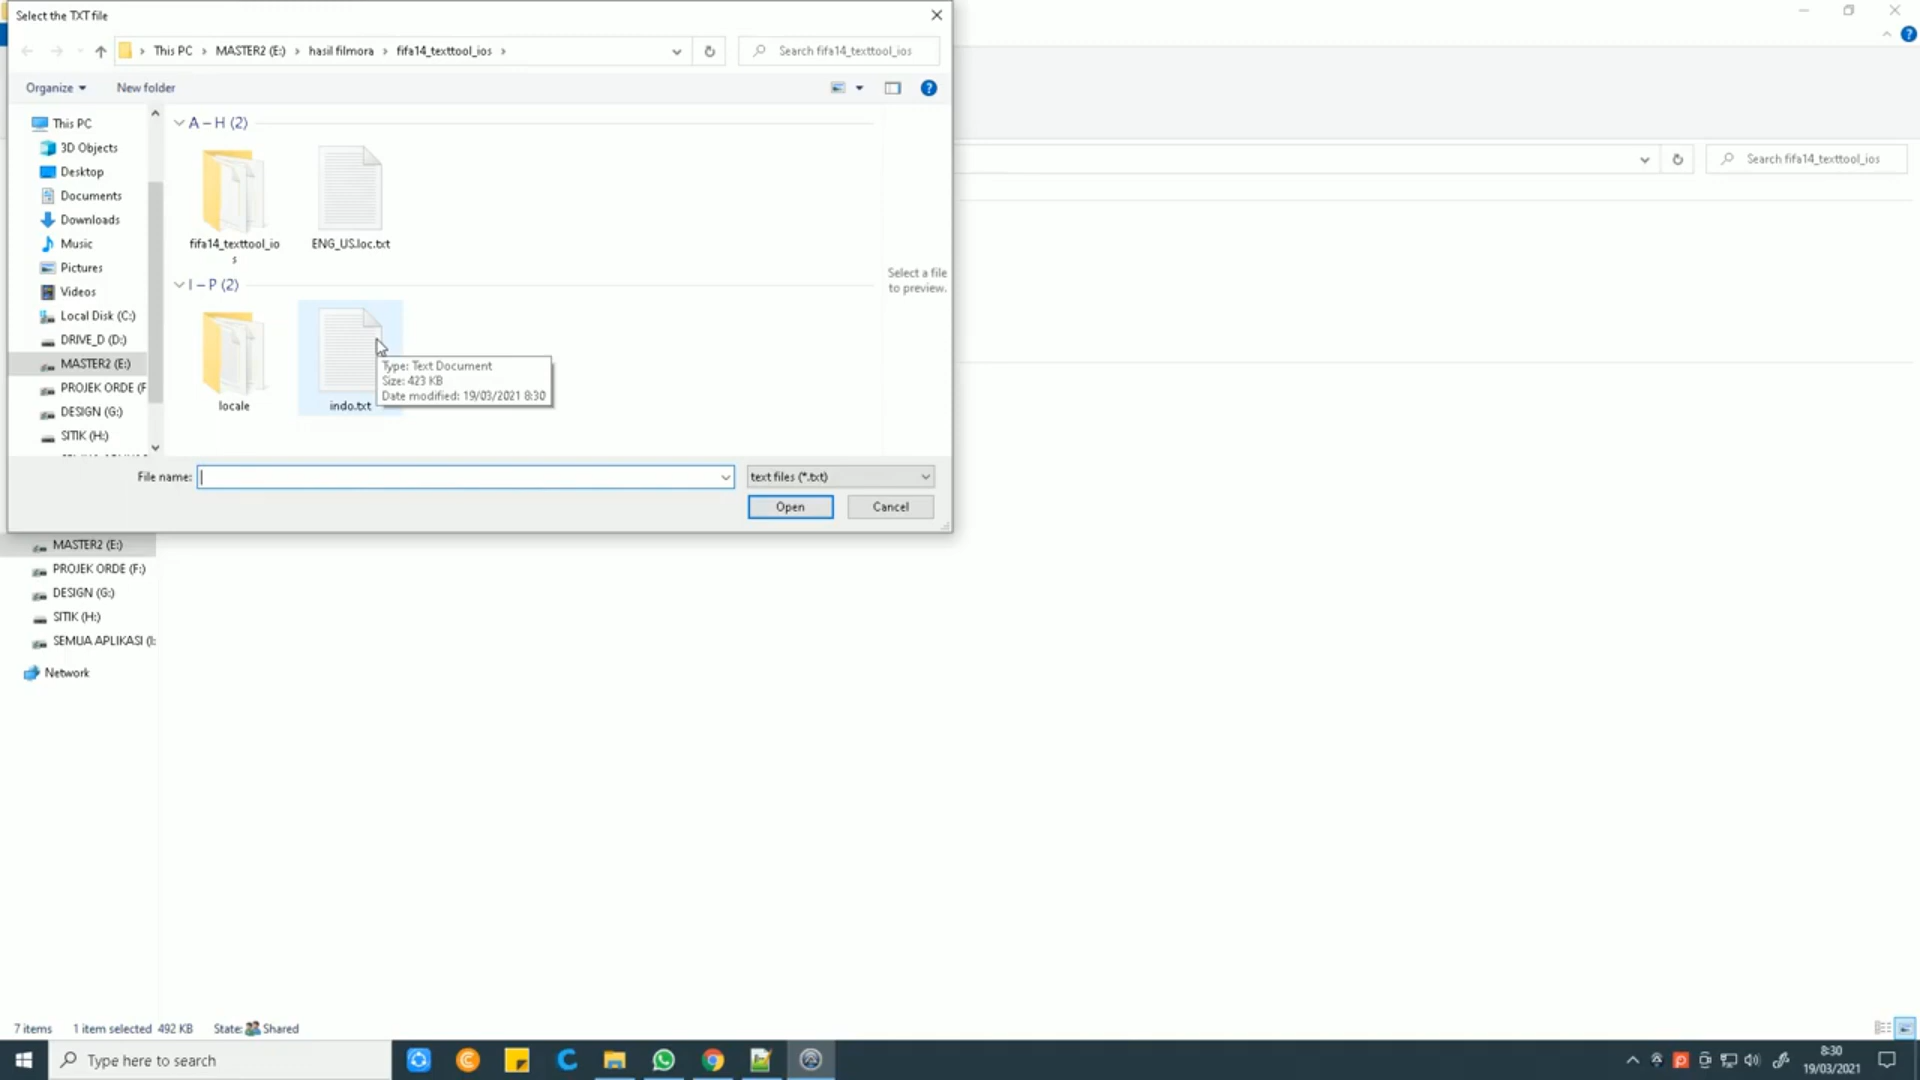 Select the TXT file
This PC > MASTER2 (E:) > hasil filmora > fifa14_texttool_ios >
Search fifa14_texttool_ios
Organize
New folder
This PC
3D Objects
Desktop
Documents
Downloads
Music
Pictures
Videos
Local Disk (C:)
DRIVE_D (D:)
MASTER2 (E:)
PROJEK ORDE (F
DESIGN (G:)
SITIK (H:)
A – H (2)
fifa14_texttool_io
s
ENG_US.loc.txt
I – P (2)
locale
indo.txt
Type: Text Document
Size: 423 KB
Date modified: 19/03/2021 8:30
Select a file
to preview.
File name:
text files (*.txt)
Open
Cancel
Search fifa14_texttool_ios
MASTER2 (E:)
PROJEK ORDE (F:)
DESIGN (G:)
SITIK (H:)
SEMUA APLIKASI (I:
Network
7 items
1 item selected 492 KB
State: Shared
Type here to search
8:30
19/03/2021